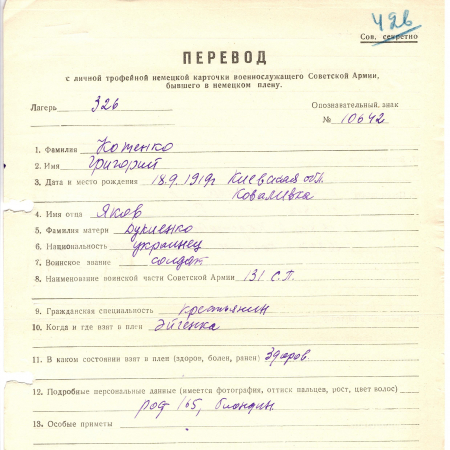 426
Сов. секретно
ПЕРЕВОД
с личной трофейной немецкой карточки военнослужащего Советской Армии,
бывшего в немецком плену.
Лагерь 326
Опознавательный знак
№ 10642
1. Фамилия Коженко
2. Имя Григорий
3. Дата и место рождения 18.9.1919г Киевская обл.
Коваливка
4. Имя отца Яков
5. Фамилия матери Дукиенко
6. Национальность украинец
7. Воинское звание солдат
8. Наименование воинской части Советской Армии 131 с.п.
9. Гражданская специальность крестьянин
10. Когда и где взят в плен Эйгенка
11. В каком состоянии взят в плен (здоров, болен, ранен) Здоров.
12. Подробные персональные данные (имеется фотография, оттиск пальцев, рост, цвет волос)
рост 165, блондин
13. Особые приметы